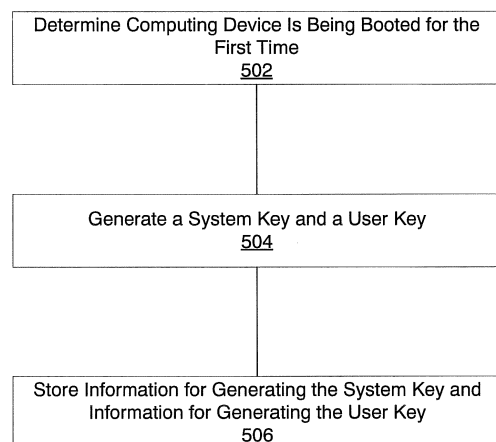 Determine Computing Device Is Being Booted for the
First Time
502
Generate a System Key and a User Key
504
Store Information for Generating the System Key and
Information for Generating the User Key
506